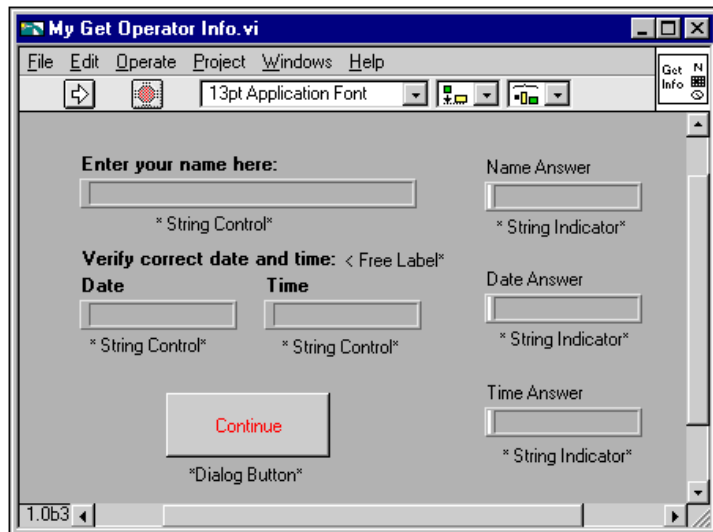 My Get Operator Info.vi
File Edit Operate Project Windows Help
Get N
Info
13pt Application Font
Enter your name here:
* String Control*
Verify correct date and time: < Free Label*
Date Time
* String Control* * String Control*
Continue
*Dialog Button*
Name Answer
* String Indicator*
Date Answer
* String Indicator*
Time Answer
* String Indicator*
1.0b3